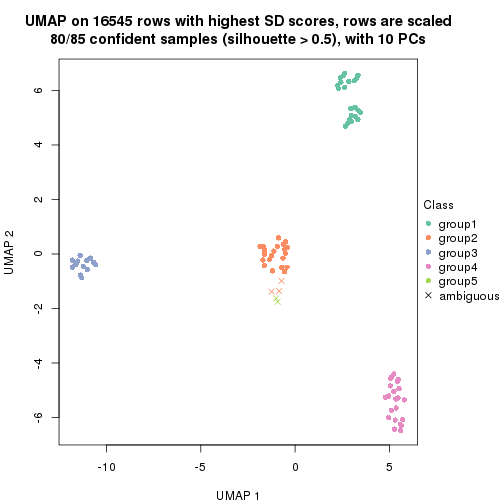 UMAP on 16545 rows with highest SD scores, rows are scaled
80/85 confident samples (silhouette > 0.5), with 10 PCs
6
4
2
0
-2
-4
-6
UMAP 2
-10
-5
0
5
UMAP 1
Class
group1
group2
group3
group4
group5
ambiguous